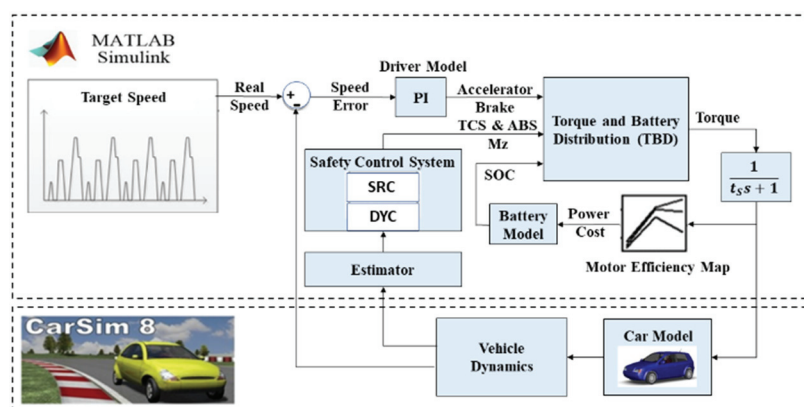 MATLAB
Simulink
Target Speed
Real
Speed
+
-
Speed
Error
Driver Model
PI
Accelerator
Brake
TCS & ABS
Mz
SOC
Torque and Battery
Distribution (TBD)
Torque
1
tSs + 1
Safety Control System
SRC
DYC
Estimator
Battery
Model
Power
Cost
Motor Efficiency Map
CarSim 8
Vehicle
Dynamics
Car Model